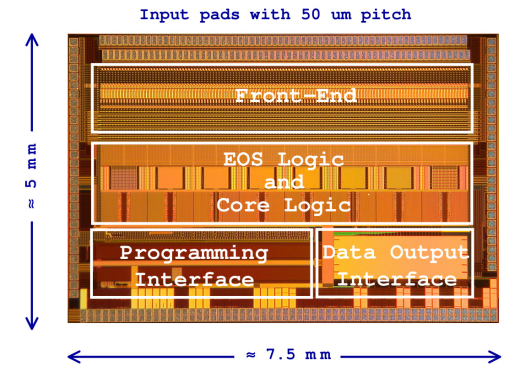 Input pads with 50 um pitch
Front-End
EOS Logic
and
Core Logic
≈ 5 mm
Programming
Interface
Data Output
Interface
≈ 7.5 mm